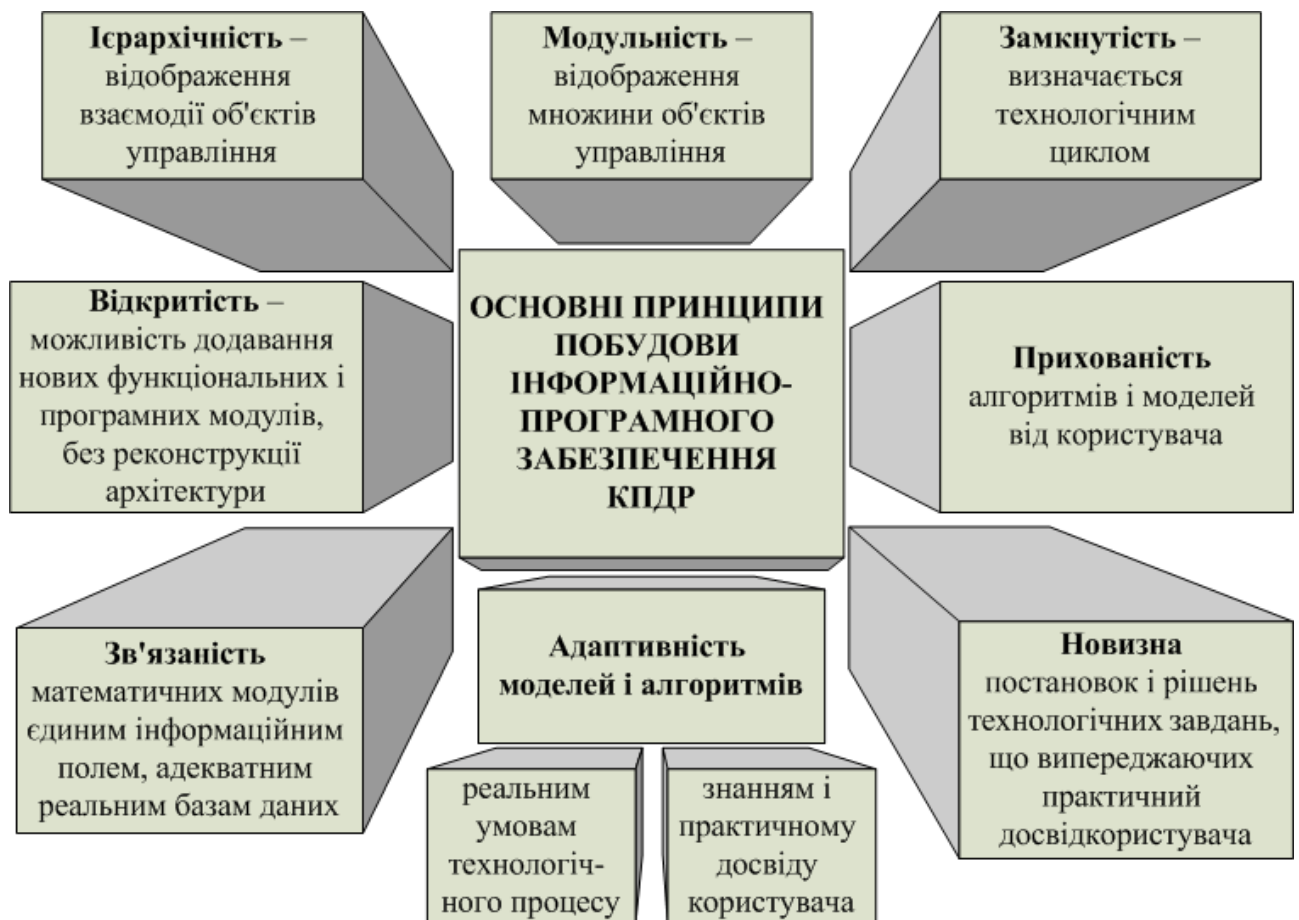 Ієрархічність –
відображення
взаємодії об'єктів
управління
Модульність –
відображення
множини об'єктів
управління
Замкнутість –
визначається
технологічним
циклом
Відкритість –
можливість додавання
нових функціональних і
програмних модулів,
без реконструкції
архітектури
ОСНОВНІ ПРИНЦИПИ
ПОБУДОВИ
ІНФОРМАЦІЙНО-
ПРОГРАМНОГО
ЗАБЕЗПЕЧЕННЯ
КПДР
Прихованість
алгоритмів і моделей
від користувача
Зв'язаність
математичних модулів
єдиним інформаційним
полем, адекватним
реальним базам даних
Адаптивність
моделей і алгоритмів
реальним
умовам
технологіч-
ного процесу
знанням і
практичному
досвіду
користувача
Новизна
постановок і рішень
технологічних завдань,
що випереджаючих
практичний
досвідкористувача